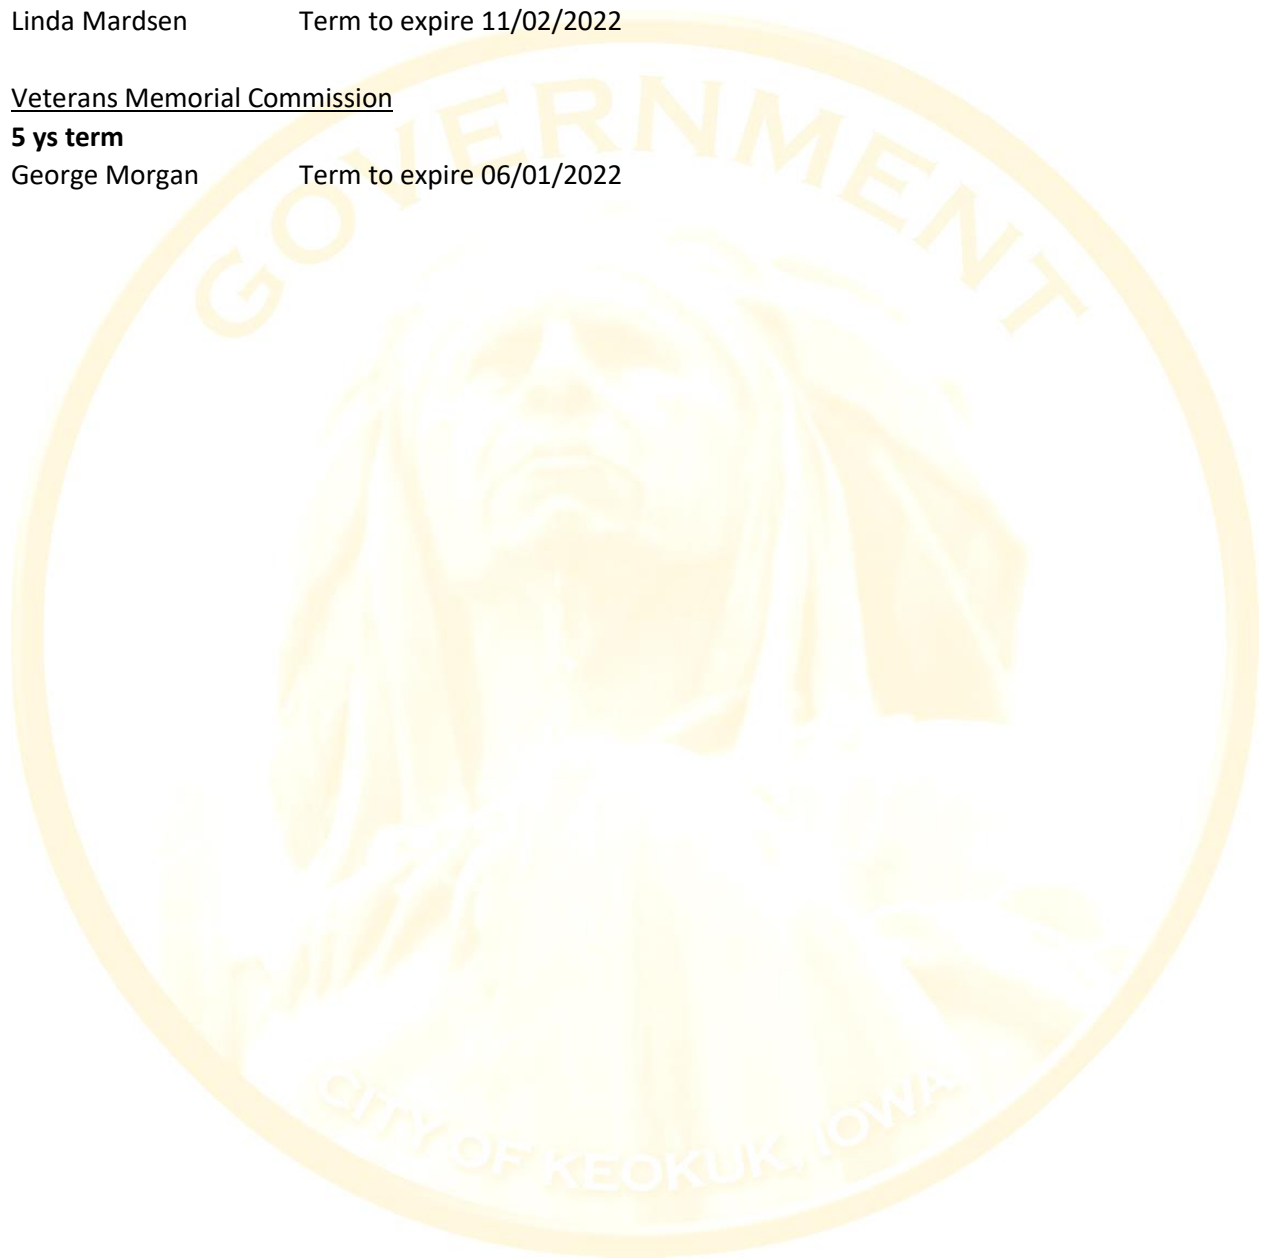 Linda Mardsen Term to expire 11/02/2022
Veterans Memorial Commission
5 ys term
George Morgan Term to expire 06/01/2022
GOVERNMENT
CITY OF KEOKUK, IOWA